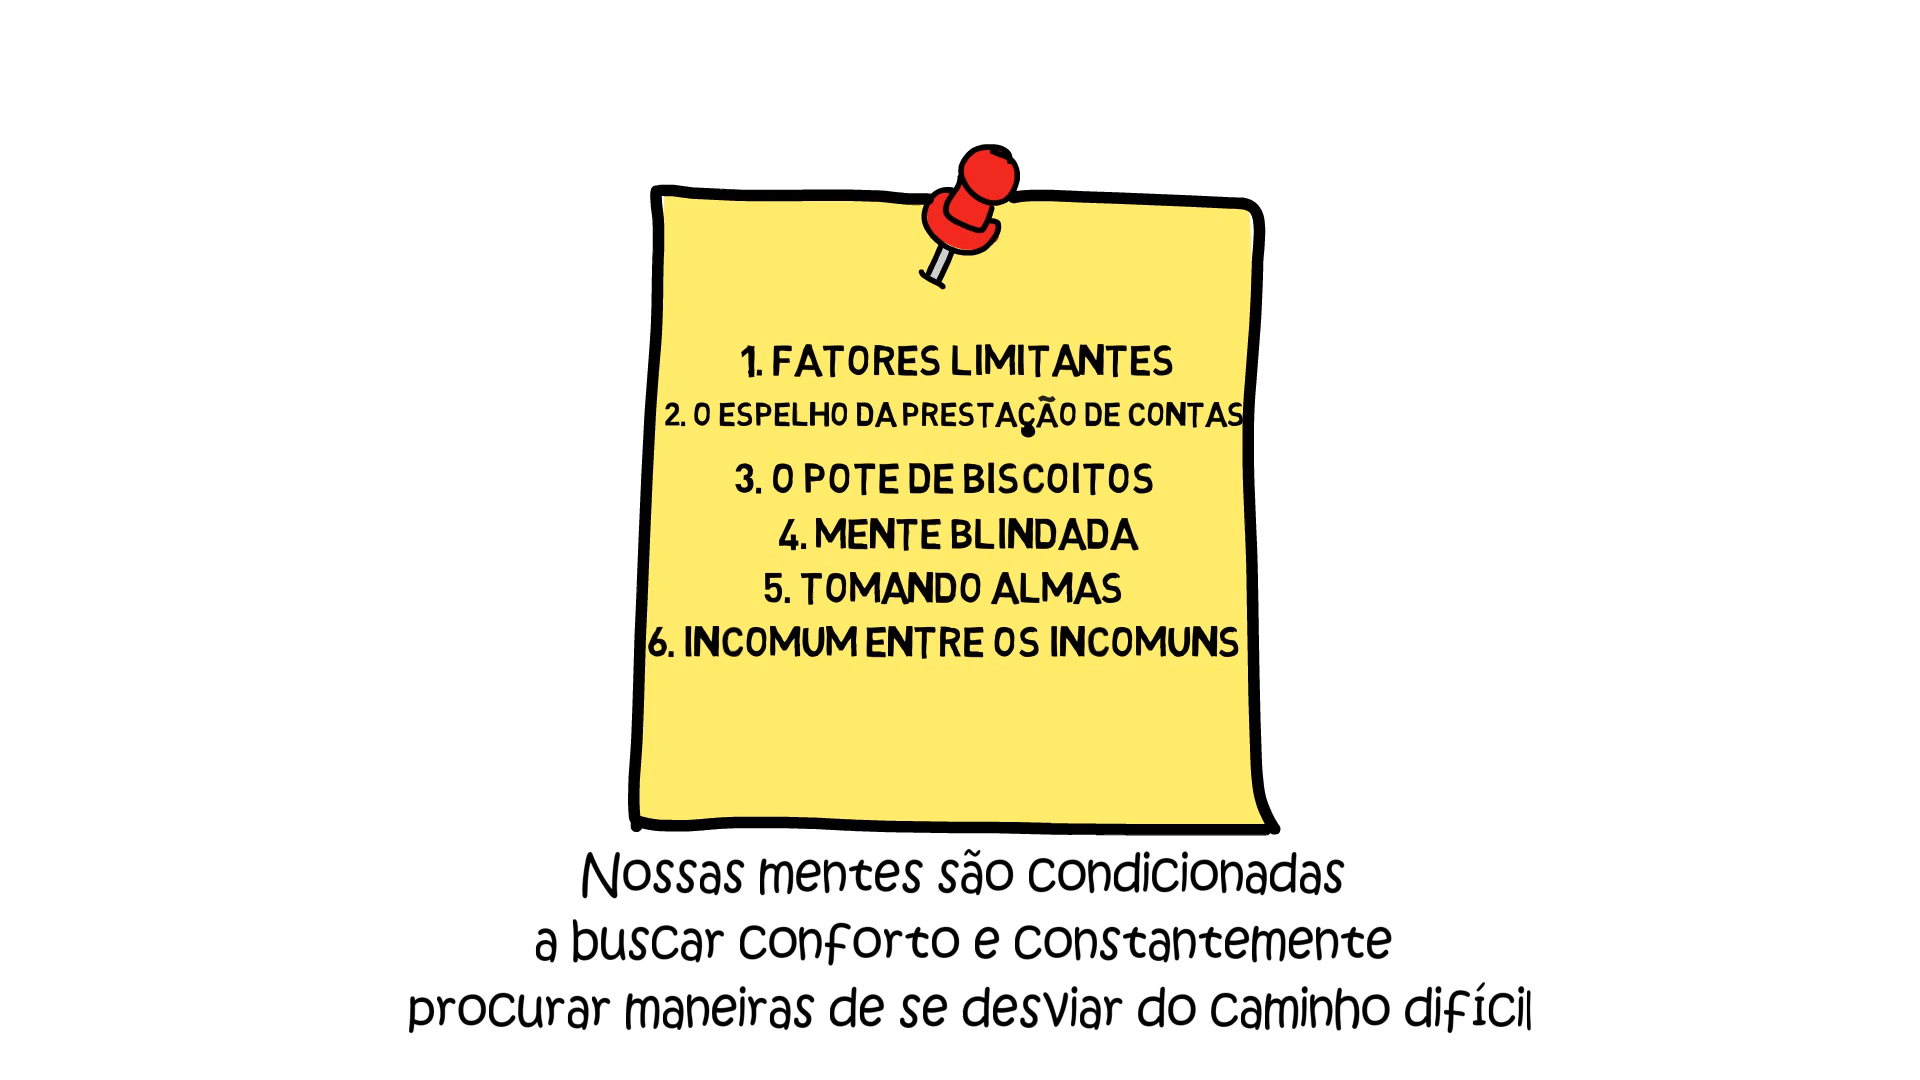 1. FATORES LIMITANTES
2. O ESPELHO DA PRESTAÇÃO DE CONTAS
3. O POTE DE BISCOITOS
4. MENTE BLINDADA
5. TOMANDO ALMAS
6. INCOMUM ENTRE OS INCOMUNS
Nossas mentes são condicionadas
a buscar conforto e constantemente
procurar maneiras de se desviar do caminho difícil